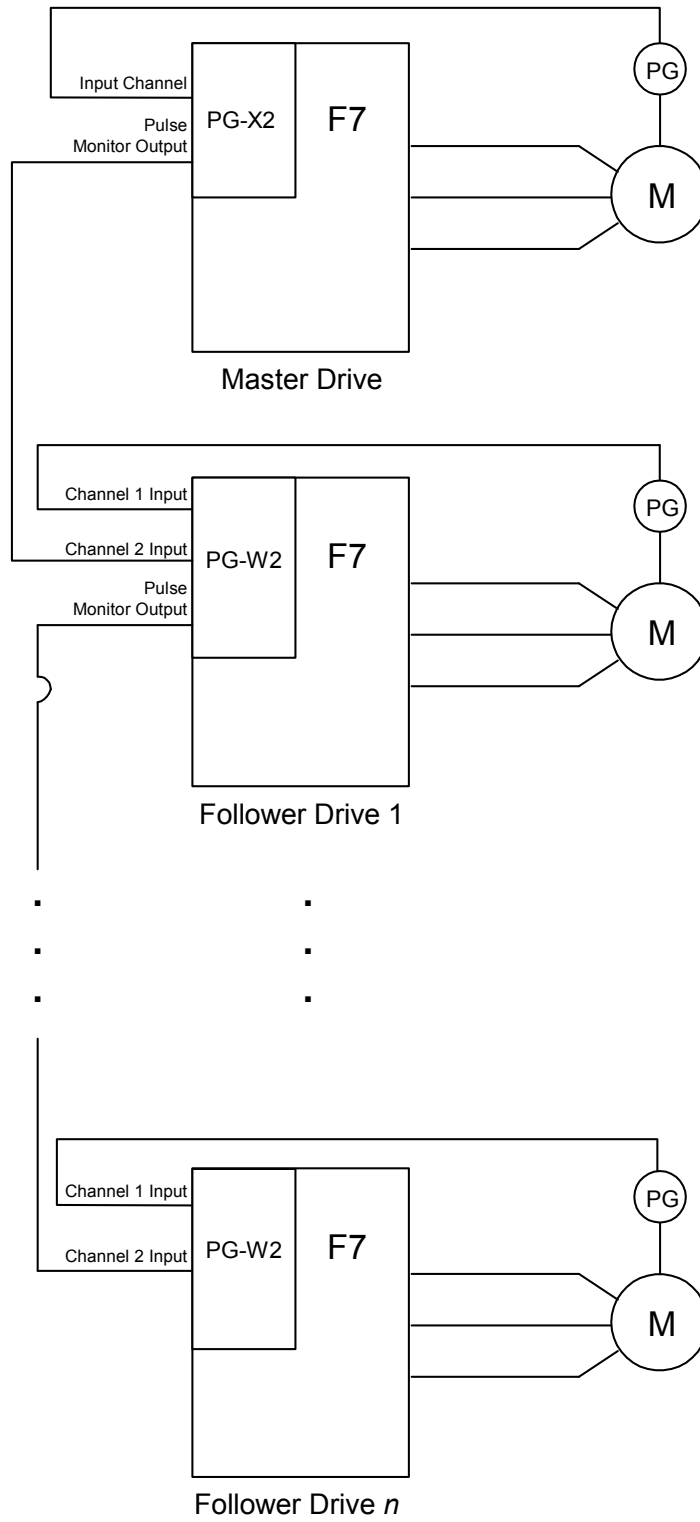 PG
Input Channel
PG-X2
F7
Pulse
Monitor Output
M
Master Drive
PG
Channel 1 Input
Channel 2 Input
PG-W2
F7
Pulse
Monitor Output
M
Follower Drive 1
Channel 1 Input
PG
Channel 2 Input
PG-W2
F7
M
Follower Drive n